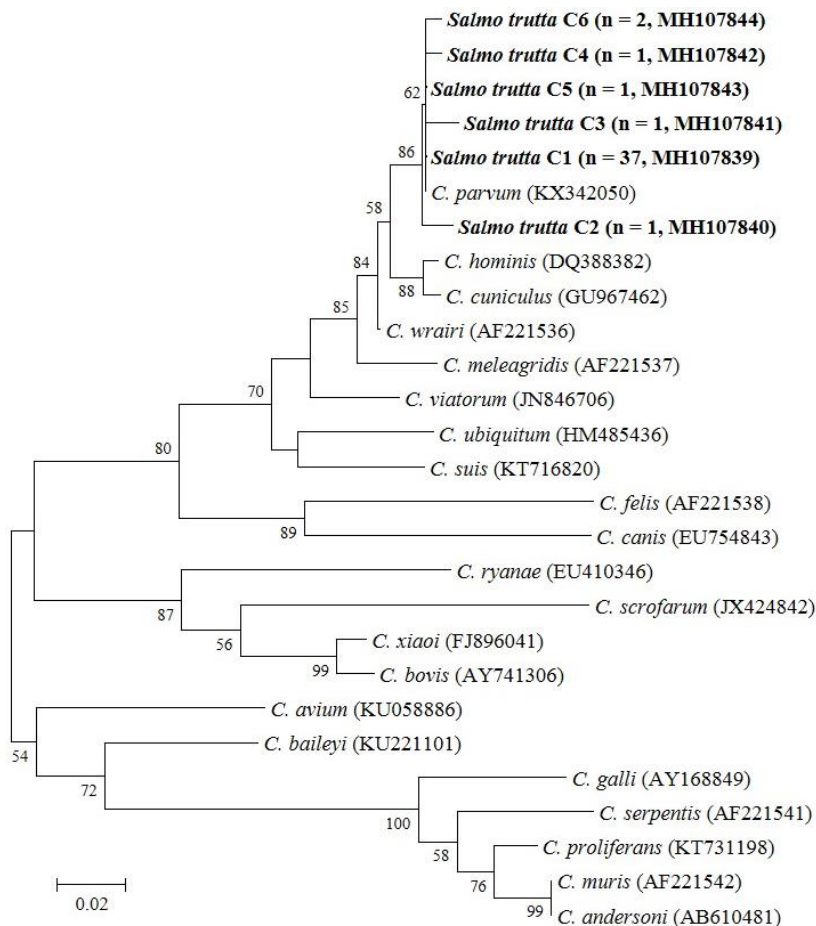 Salmo trutta C6 (n = 2, MH107844)
Salmo trutta C4 (n = 1, MH107842)
62
Salmo trutta C5 (n = 1, MH107843)
Salmo trutta C3 (n = 1, MH107841)
86
Salmo trutta C1 (n = 37, MH107839)
C. parvum (KX342050)
58
Salmo trutta C2 (n = 1, MH107840)
84
C. hominis (DQ388382)
88
C. cuniculus (GU967462)
85
C. wrairi (AF221536)
C. meleagridis (AF221537)
70
C. viatorum (JN846706)
C. ubiquitum (HM485436)
80
C. suis (KT716820)
C. felis (AF221538)
89
C. canis (EU754843)
C. ryanae (EU410346)
87
C. scrofarum (JX424842)
56
C. xiaoi (FJ896041)
99
C. bovis (AY741306)
C. avium (KU058886)
54
C. baileyi (KU221101)
72
C. galli (AY168849)
100
C. serpentis (AF221541)
58
C. proliferans (KT731198)
76
C. muris (AF221542)
99
C. andersoni (AB610481)
0.02